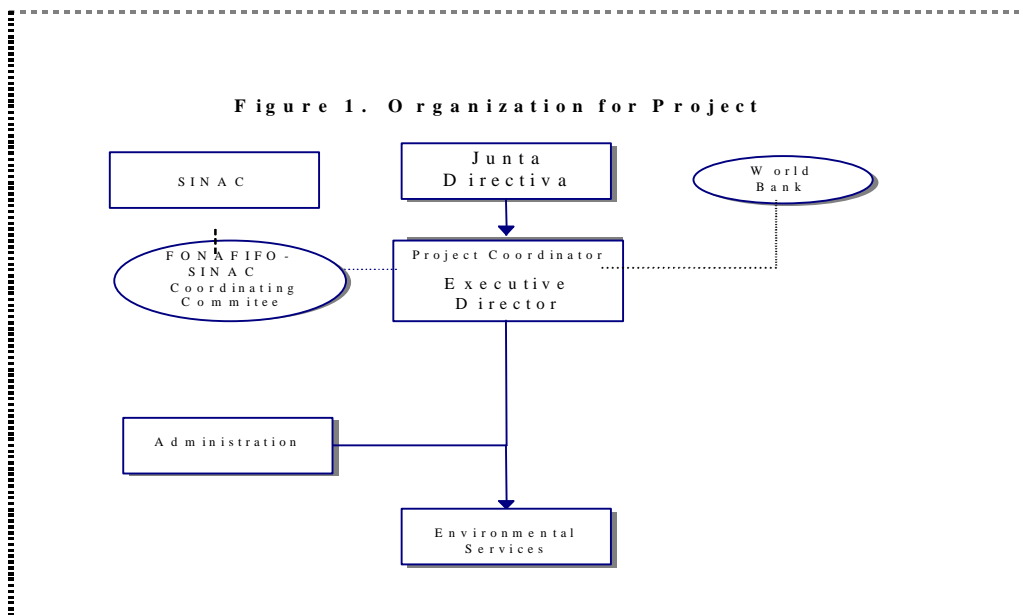 Figure 1. Organization for Project
Junta
Directiva
SINAC
World
Bank
FONAFIFO-
SINAC
Coordinating
Commitee
Project Coordinator
Executive
Director
Administration
Environmental
Services